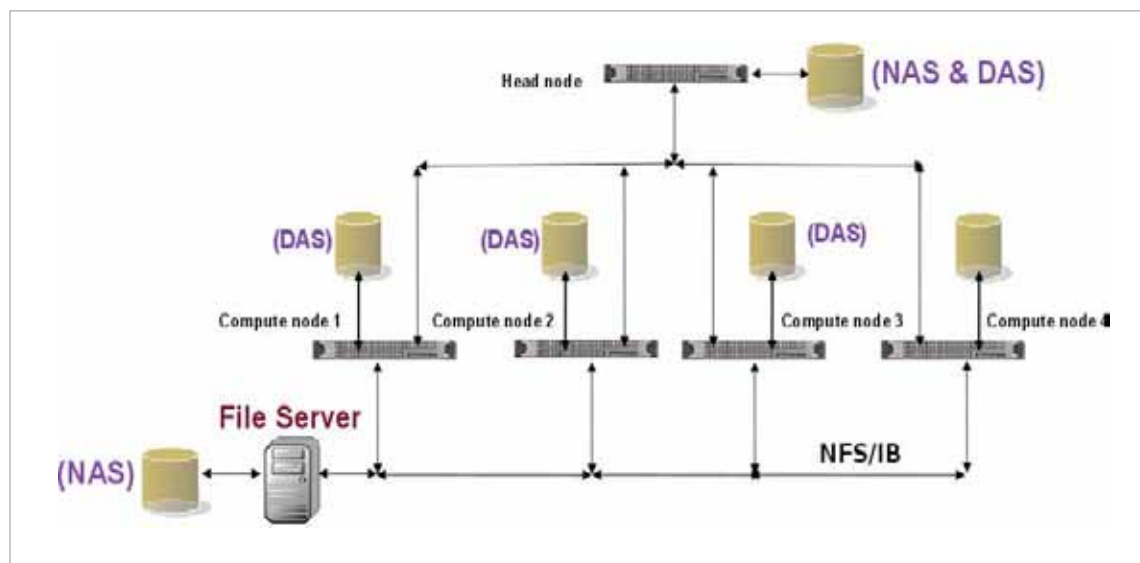 Head node
(NAS & DAS)
(DAS)
(DAS)
(DAS)
Compute node 1
Compute node 2
Compute node 3
Compute node 4
File Server
(NAS)
NFS/IB